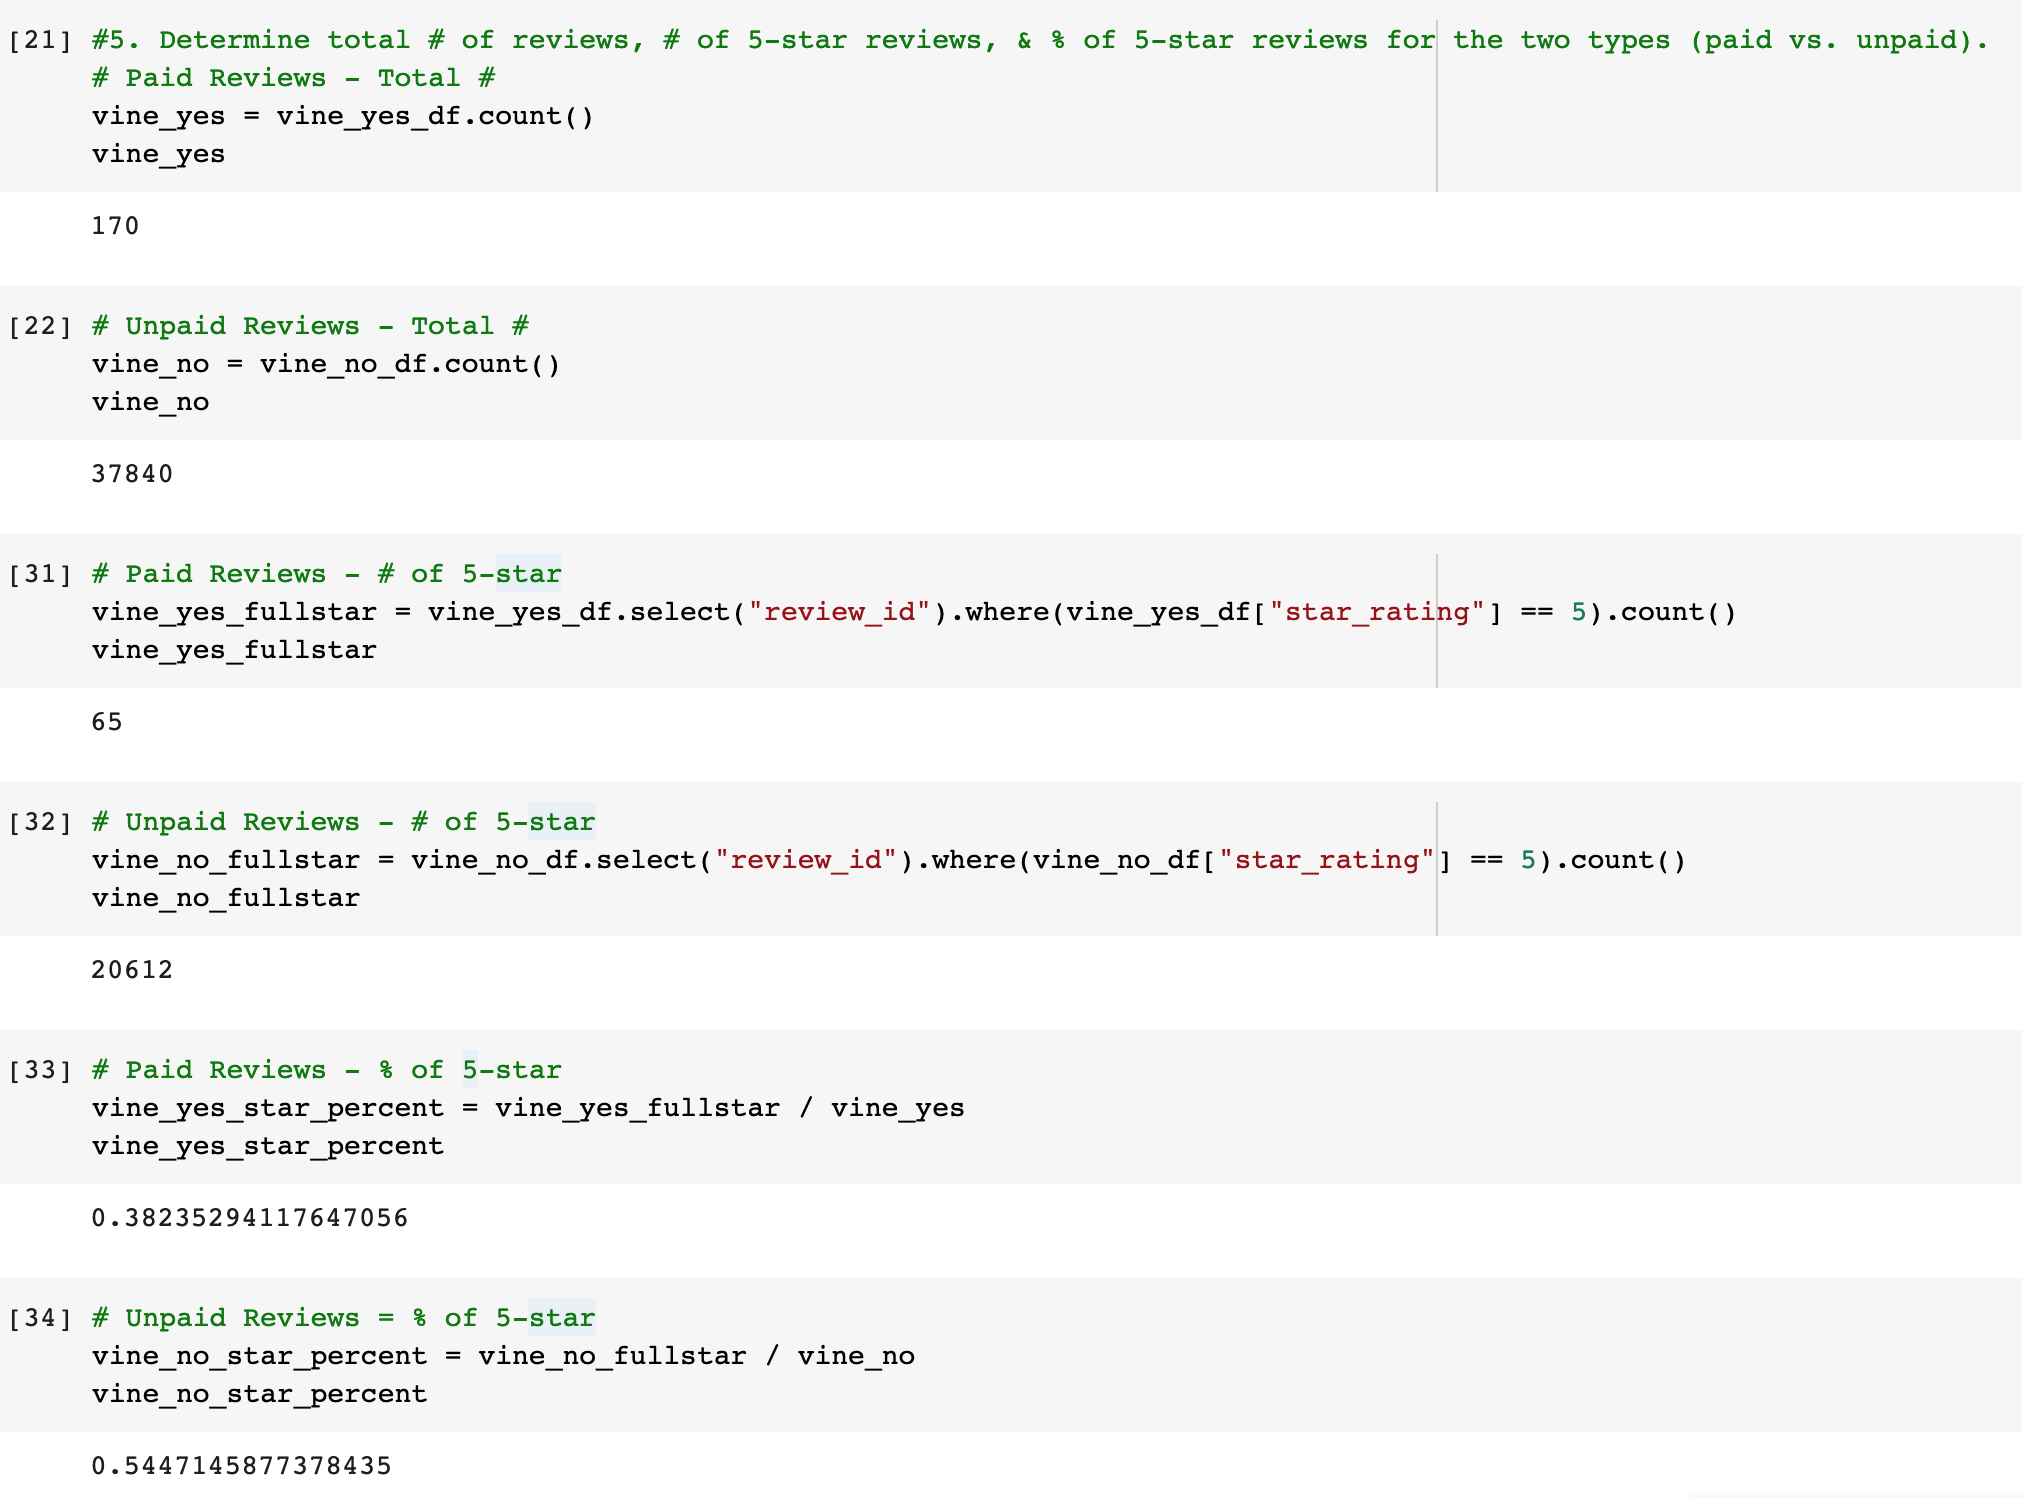 [21] #5. Determine total # of reviews, # of 5-star reviews, & % of 5-star reviews for the two types (paid vs. unpaid).
# Paid Reviews - Total #
vine_yes = vine_yes_df.count()
vine_yes
170
[22] # Unpaid Reviews - Total #
vine_no = vine_no_df.count()
vine_no
37840
[31] # Paid Reviews - # of 5-star
vine_yes_fullstar = vine_yes_df.select("review_id").where(vine_yes_df["star_rating"] == 5).count()
vine_yes_fullstar
65
[32] # Unpaid Reviews - # of 5-star
vine_no_fullstar = vine_no_df.select("review_id").where(vine_no_df["star_rating"] == 5).count()
vine_no_fullstar
20612
[33] # Paid Reviews - % of 5-star
vine_yes_star_percent = vine_yes_fullstar / vine_yes
vine_yes_star_percent
0.38235294117647056
[34] # Unpaid Reviews = % of 5-star
vine_no_star_percent = vine_no_fullstar / vine_no
vine_no_star_percent
0.5447145877378435